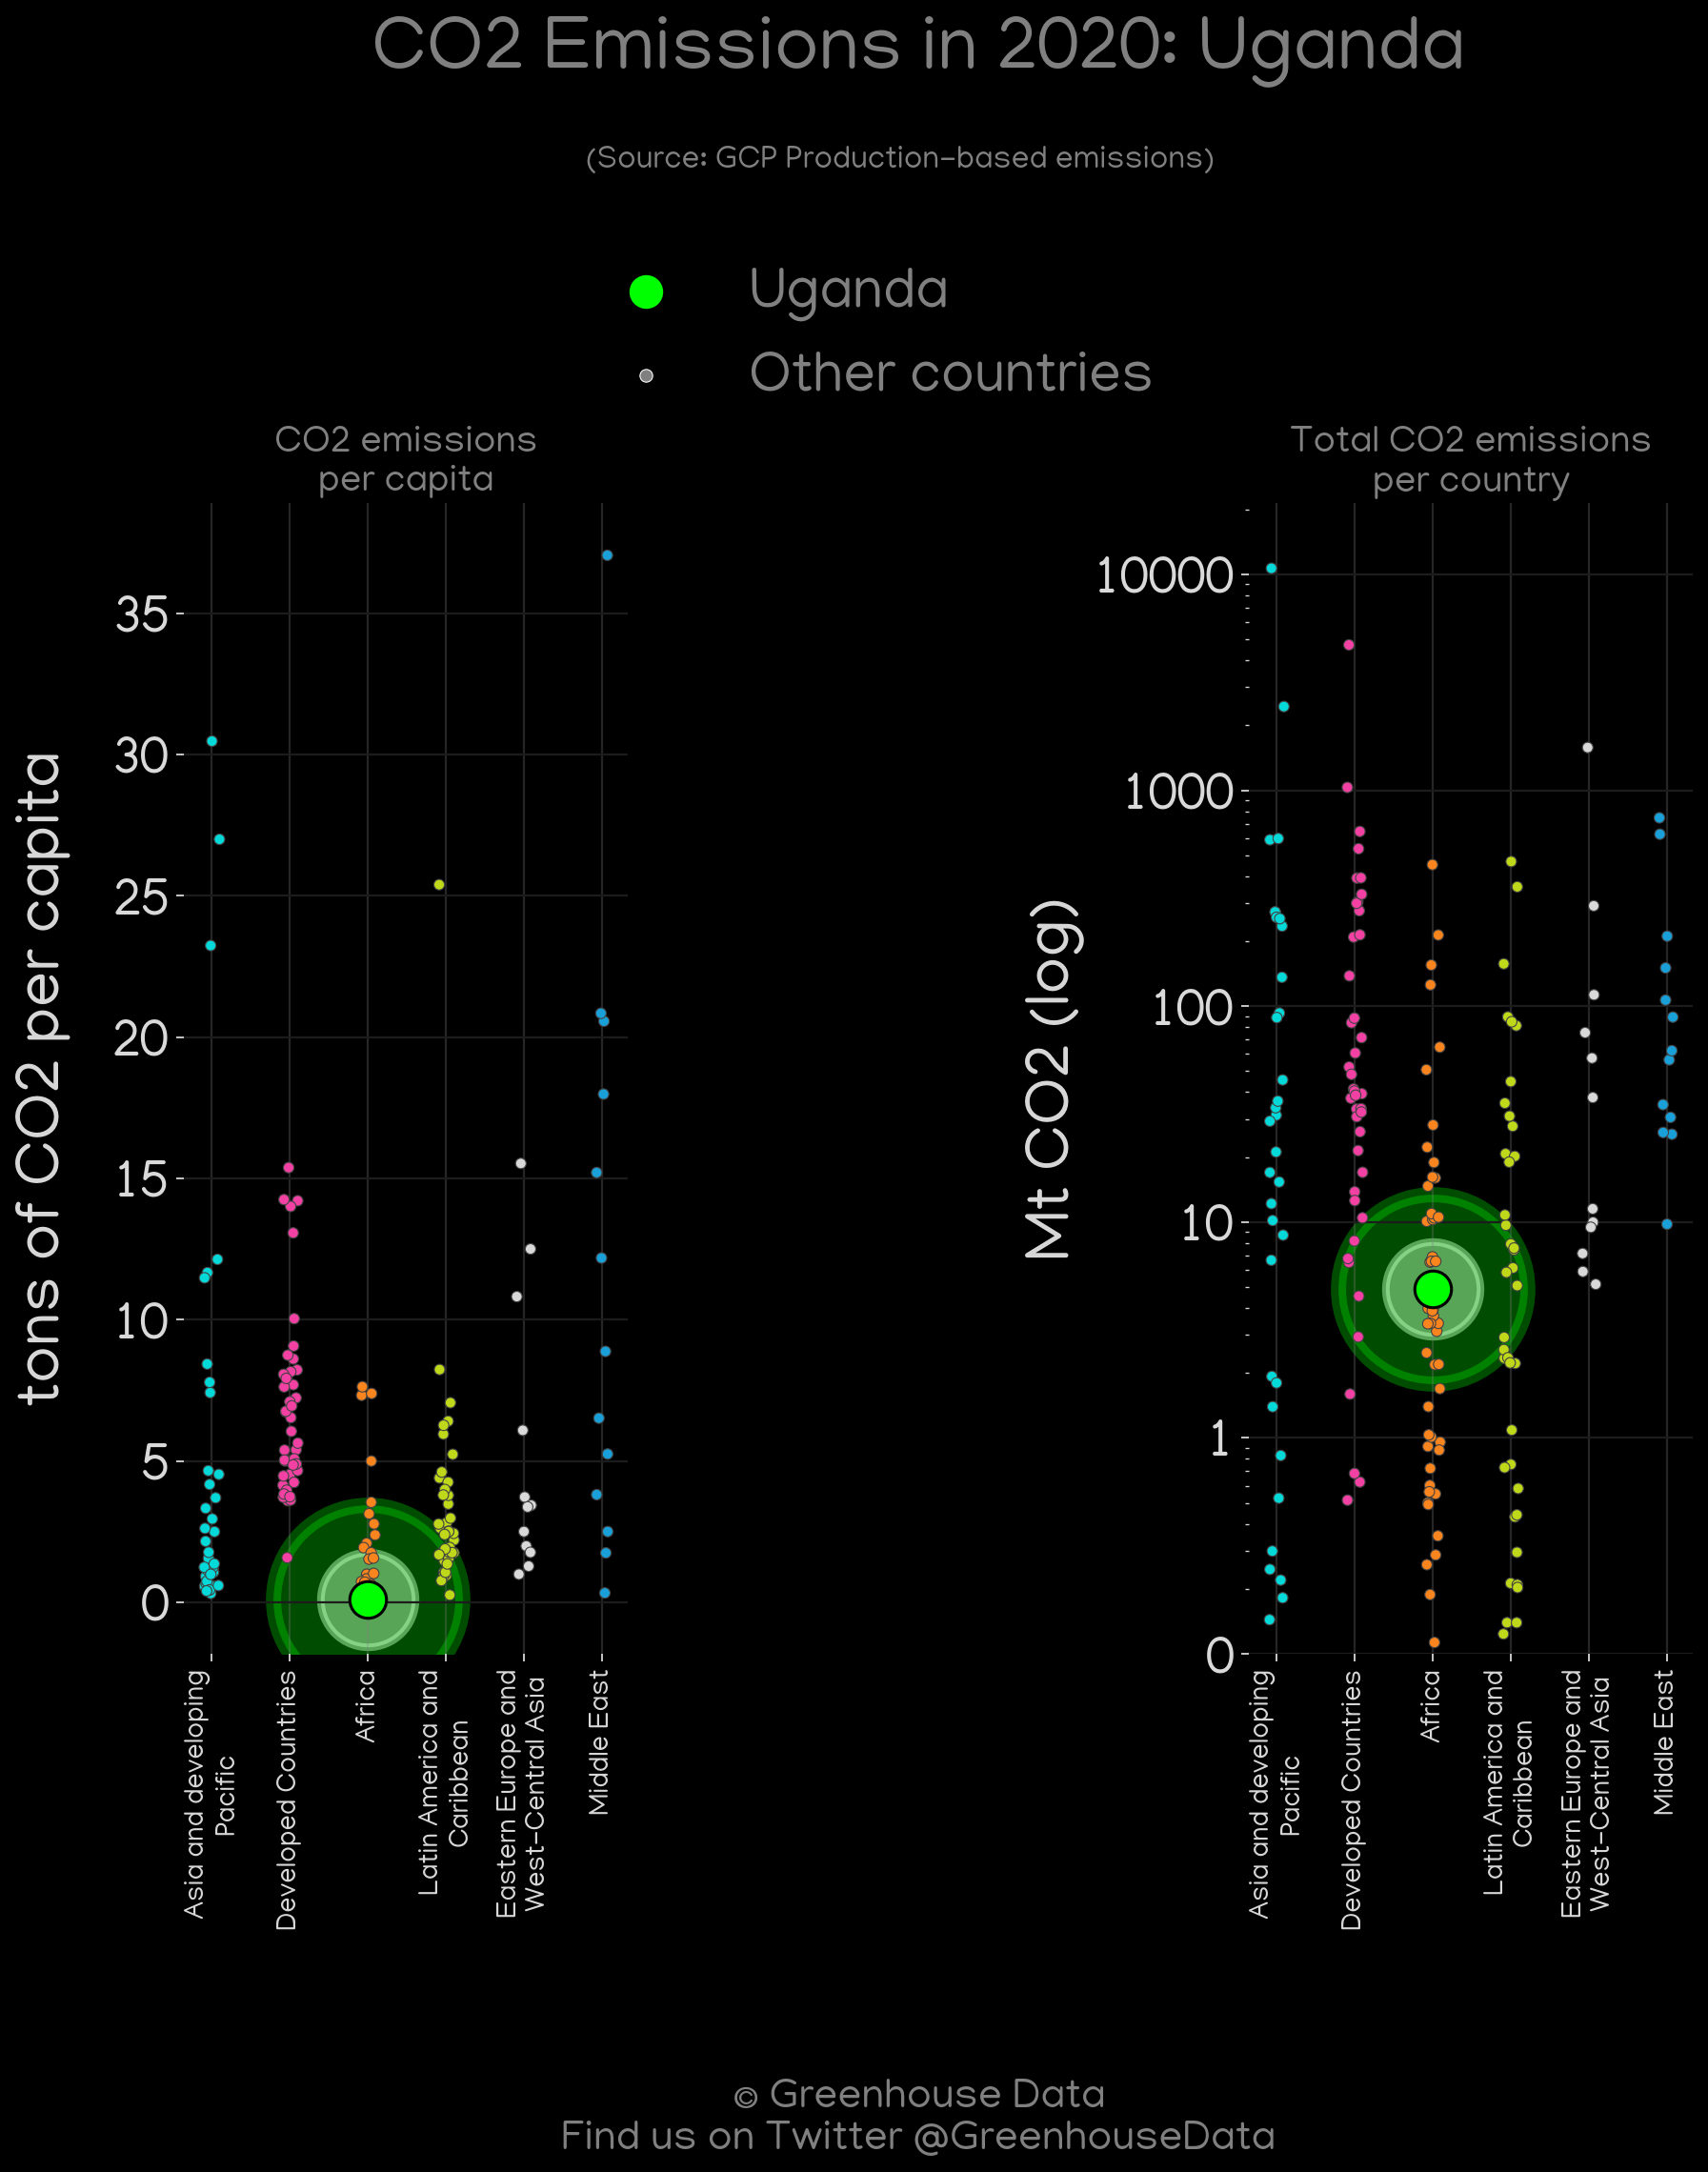 CO2 Emissions in 2020: Uganda
(Source: GCP Production-based emissions)
Uganda
Other countries
CO2 emissions
per capita
tons of CO2 per capita
35
30
25
20
15
10
5
0
Asia and developing
Pacific
Developed Countries
Africa
Latin America and
Caribbean
Eastern Europe and
West-Central Asia
Middle East
Total CO2 emissions
per country
Mt CO2 (log)
10000
1000
100
10
1
0
Asia and developing
Pacific
Developed Countries
Africa
Latin America and
Caribbean
Eastern Europe and
West-Central Asia
Middle East
© Greenhouse Data
Find us on Twitter @GreenhouseData